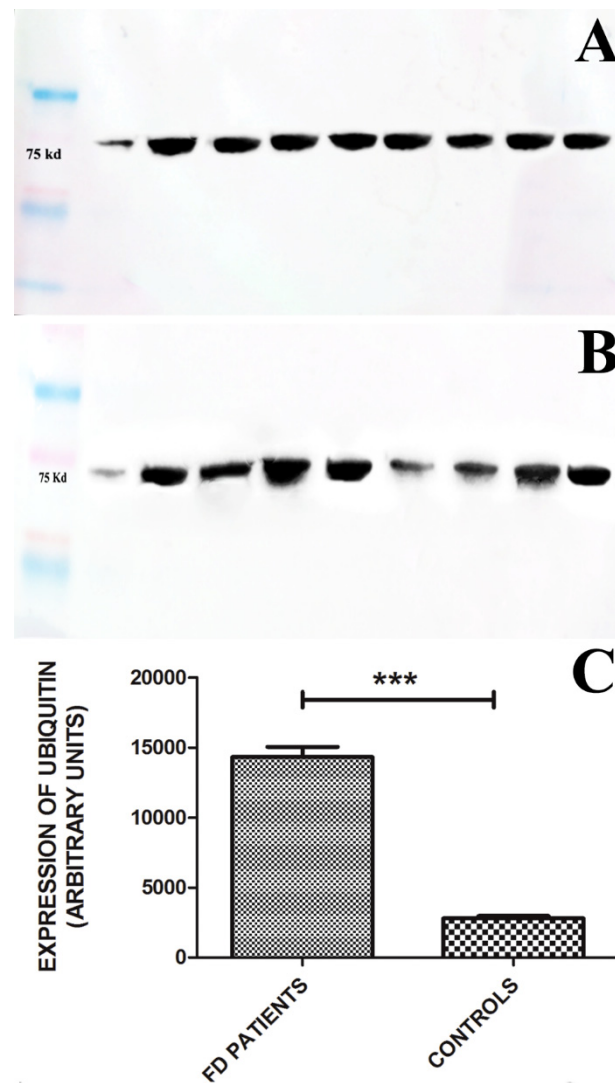 A
75 kd
B
75 Kd
C
EXPRESSION OF UBIQUITIN
(ARBITRARY UNITS)
20000
15000
10000
5000
0
***
FD PATIENTS
CONTROLS